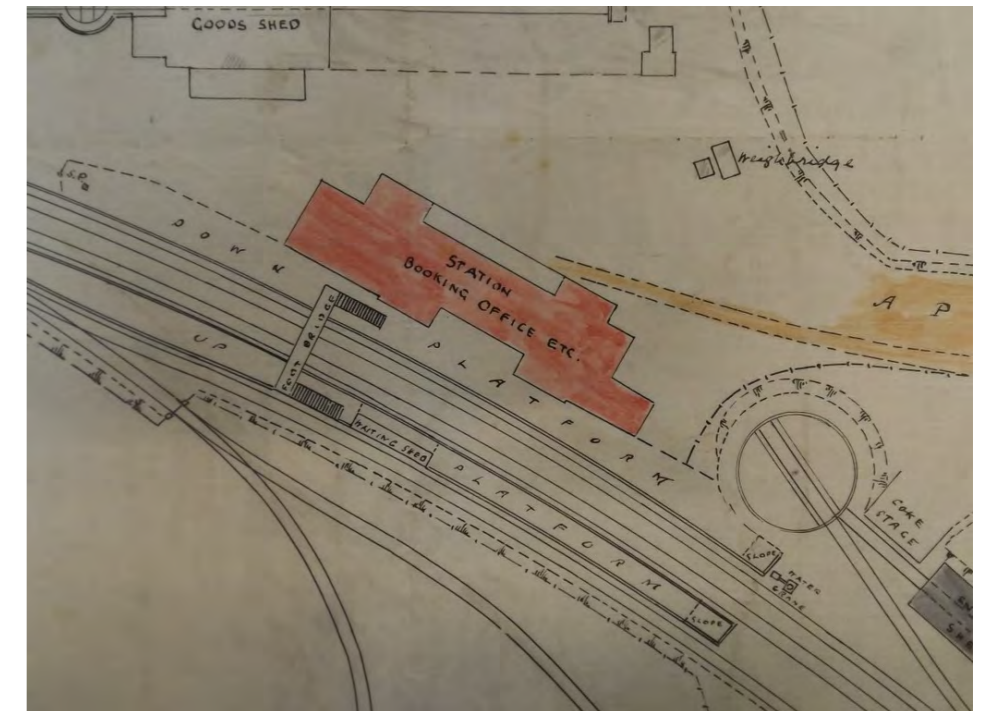 GOODS SHED
Weighbridge
S.P.
DOWN PLATFORM
STATION
BOOKING OFFICE ETC.
A P
FOOT BRIDGE
UP PLATFORM
WAITING SHED
COKE
STAGE
SLOPE
WATER
SLOPE